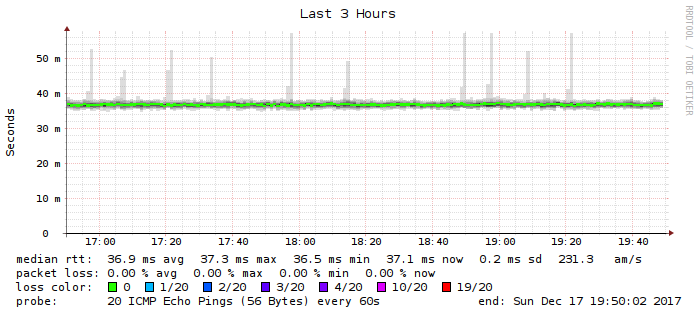 Last 3 Hours
RRDTOOL / TOBI OETIKER
Seconds
50 m
40 m
30 m
20 m
10 m
0
17:00 17:20 17:40 18:00 18:20 18:40 19:00 19:20 19:40
median rtt: 36.9 ms avg 37.3 ms max 36.5 ms min 37.1 ms now 0.2 ms sd 231.3 am/s
packet loss: 0.00 % avg 0.00 % max 0.00 % min 0.00 % now
loss color: 0 1/20 2/20 3/20 4/20 10/20 19/20
probe: 20 ICMP Echo Pings (56 Bytes) every 60s end: Sun Dec 17 19:50:02 2017